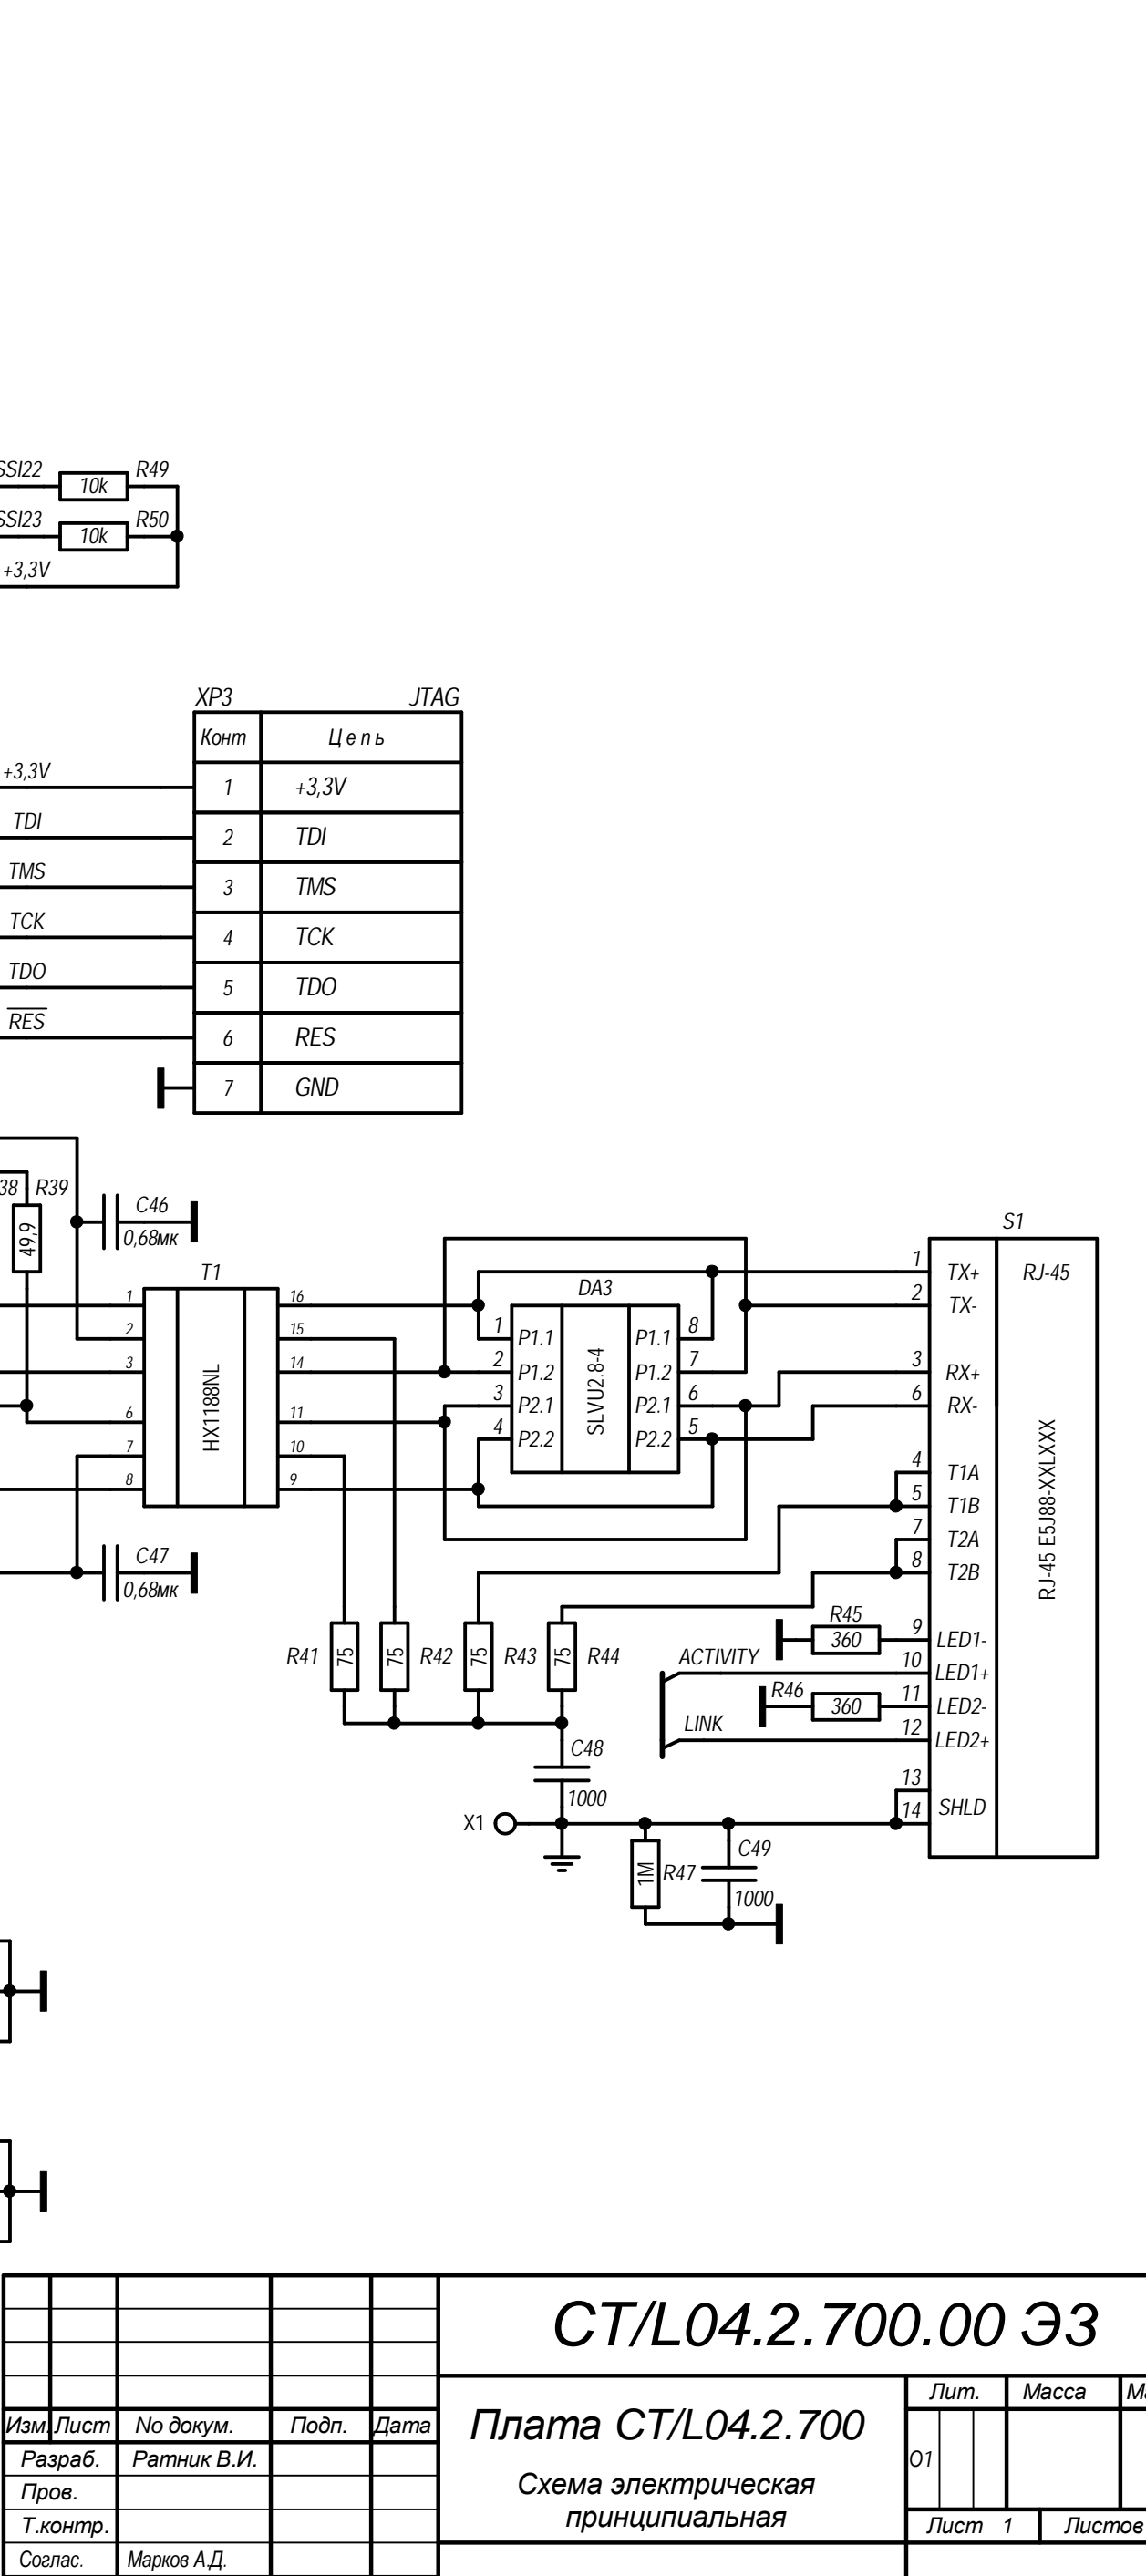 SSI22 10k R49
SSI23 10k R50
+3,3V
XP3 JTAG
Конт Цепь
+3,3V 1 +3,3V
TDI 2 TDI
TMS 3 TMS
TCK 4 TCK
TDO 5 TDO
RES 6 RES
7 GND
38 R39
49,9
C46
0,68мк
T1
HX1188NL
1 16
2 15
3 14
6 11
7 10
8 9
C47
0,68мк
DA3
SLVU2.8-4
1 P1.1 P1.1 8
2 P1.2 P1.2 7
3 P2.1 P2.1 6
4 P2.2 P2.2 5
S1
RJ-45
RJ-45 E5J88-XXLXXX
1 TX+
2 TX-
3 RX+
6 RX-
4 T1A
5 T1B
7 T2A
8 T2B
9 LED1-
10 LED1+
11 LED2-
12 LED2+
13
14 SHLD
R45
360
ACTIVITY
R46
360
LINK
R41 75
75 R42
75 R43
75 R44
C48
1000
X1
1M R47
C49
1000
СТ/L04.2.700.00 Э3
Плата СТ/L04.2.700
Схема электрическая
принципиальная
Лит. Масса Ма
О1
Лист 1 Листов
Изм. Лист No докум. Подп. Дата
Разраб. Ратник В.И.
Пров.
Т.контр.
Соглас. Марков А.Д.